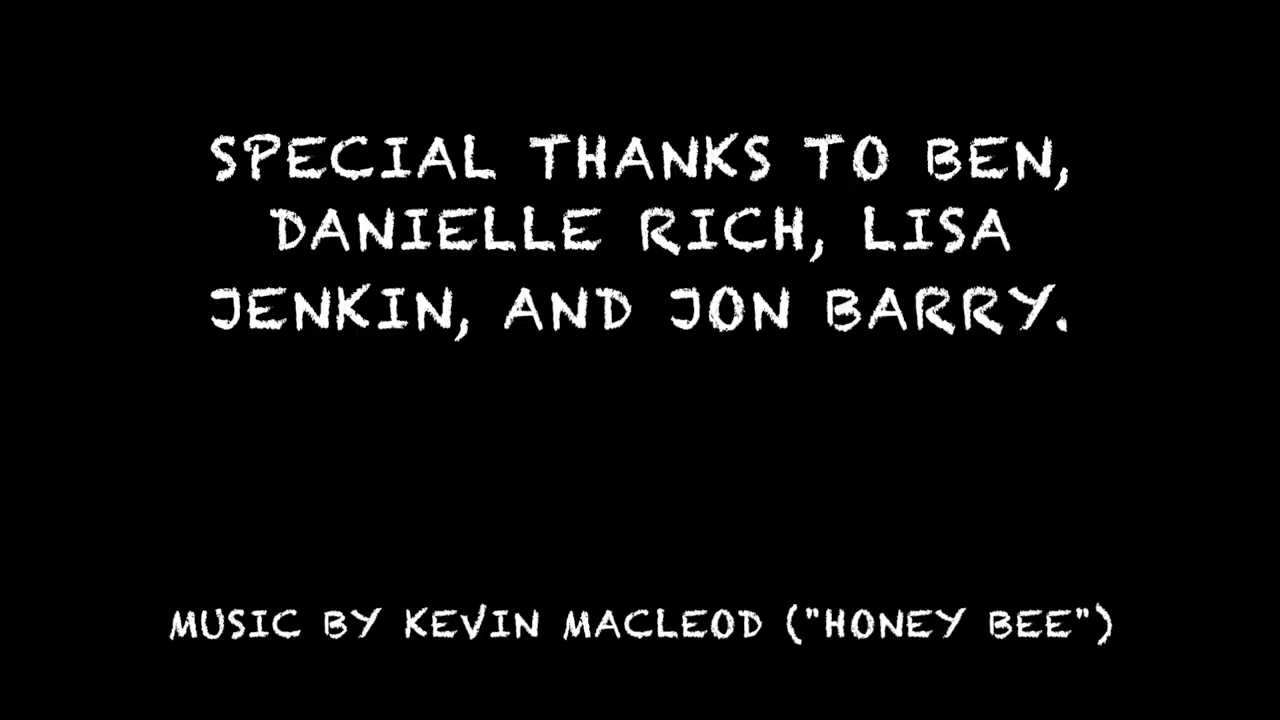 SPECIAL THANKS TO BEN,
DANIELLE RICH, LISA
JENKIN, AND JON BARRY.
MUSIC BY KEVIN MACLEOD ("HONEY BEE")